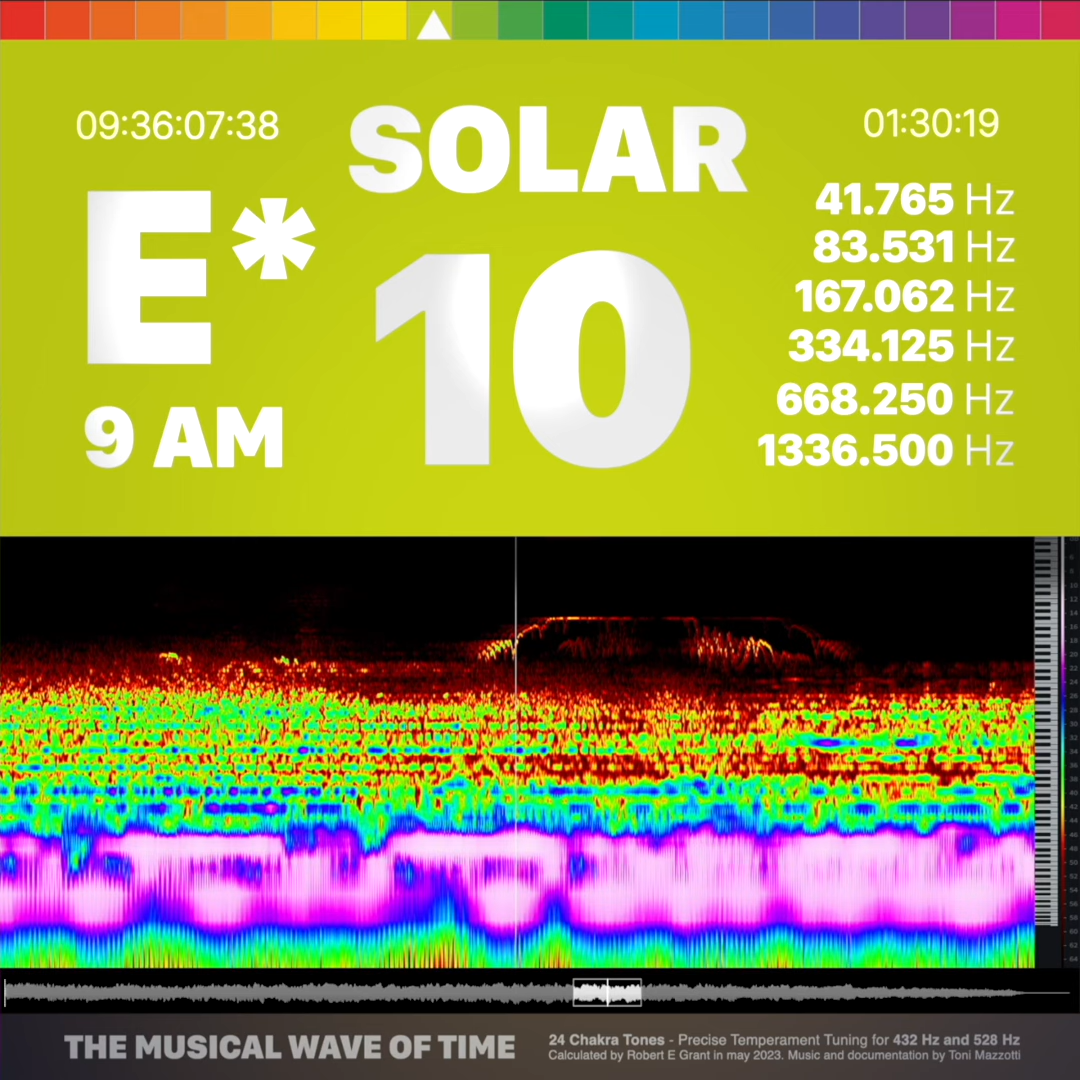 09:36:07:38
SOLAR
01:30:19
E*
10
9 AM
41.765 Hz
83.531 Hz
167.062 Hz
334.125 Hz
668.250 Hz
1336.500 Hz
THE MUSICAL WAVE OF TIME
24 Chakra Tones - Precise Temperament Tuning for 432 Hz and 528 Hz
Calculated by Robert E Grant in may 2023. Music and documentation by Toni Mazzotti